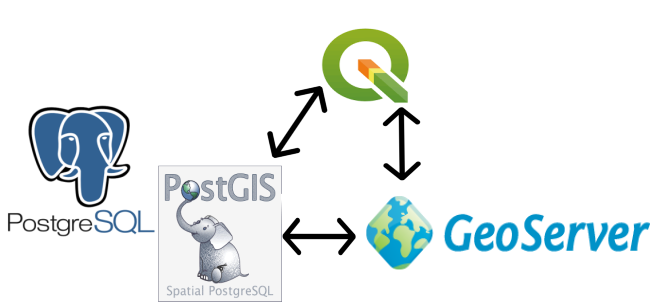 PostgreSQL
PostGIS
Spatial PostgreSQL
GeoServer